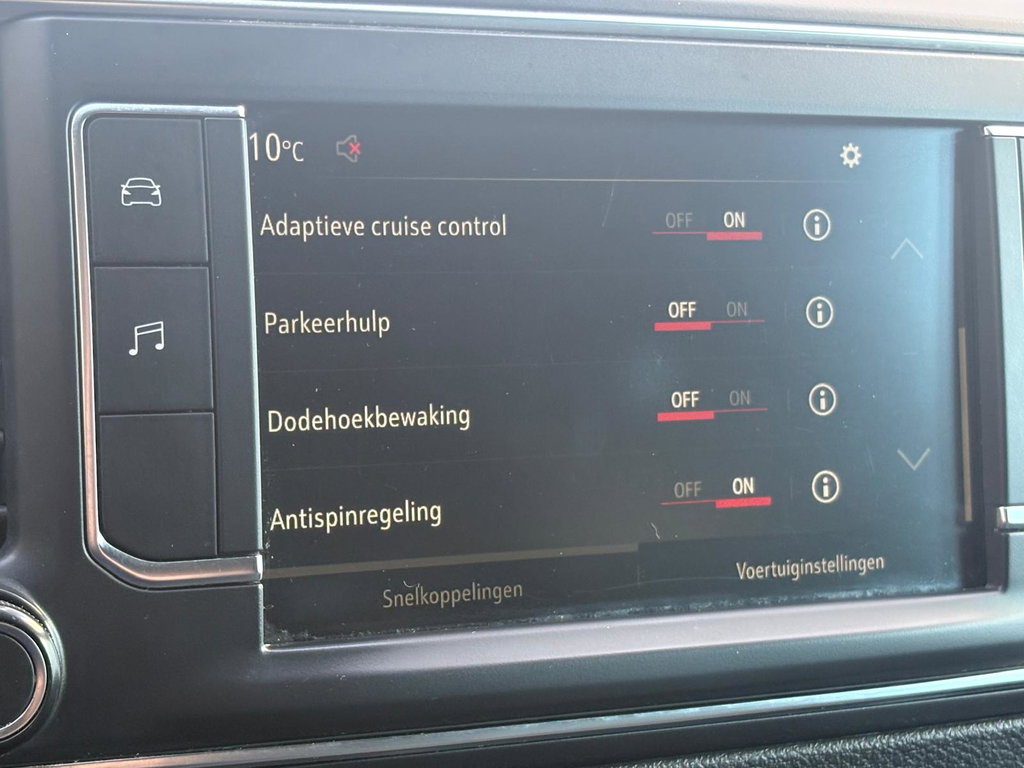 10°C
Adaptieve cruise control OFF ON
Parkeerhulp OFF ON
Dodehoekbewaking OFF ON
Antispinregeling OFF ON
Snelkoppelingen Voertuiginstellingen